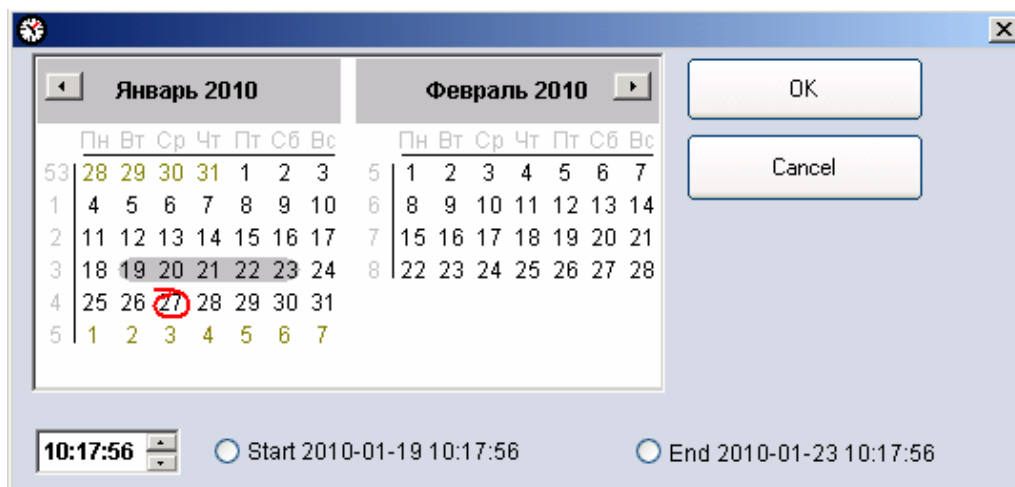 Январь 2010 Февраль 2010 OK
Пн Вт Ср Чт Пт Сб Вс Пн Вт Ср Чт Пт Сб Вс
53 28 29 30 31 1 2 3 5 1 2 3 4 5 6 7 Cancel
1 4 5 6 7 8 9 10 6 8 9 10 11 12 13 14
2 11 12 13 14 15 16 17 7 15 16 17 18 19 20 21
3 18 19 20 21 22 23 24 8 22 23 24 25 26 27 28
4 25 26 27 28 29 30 31
5 1 2 3 4 5 6 7
10:17:56 Start 2010-01-19 10:17:56 End 2010-01-23 10:17:56